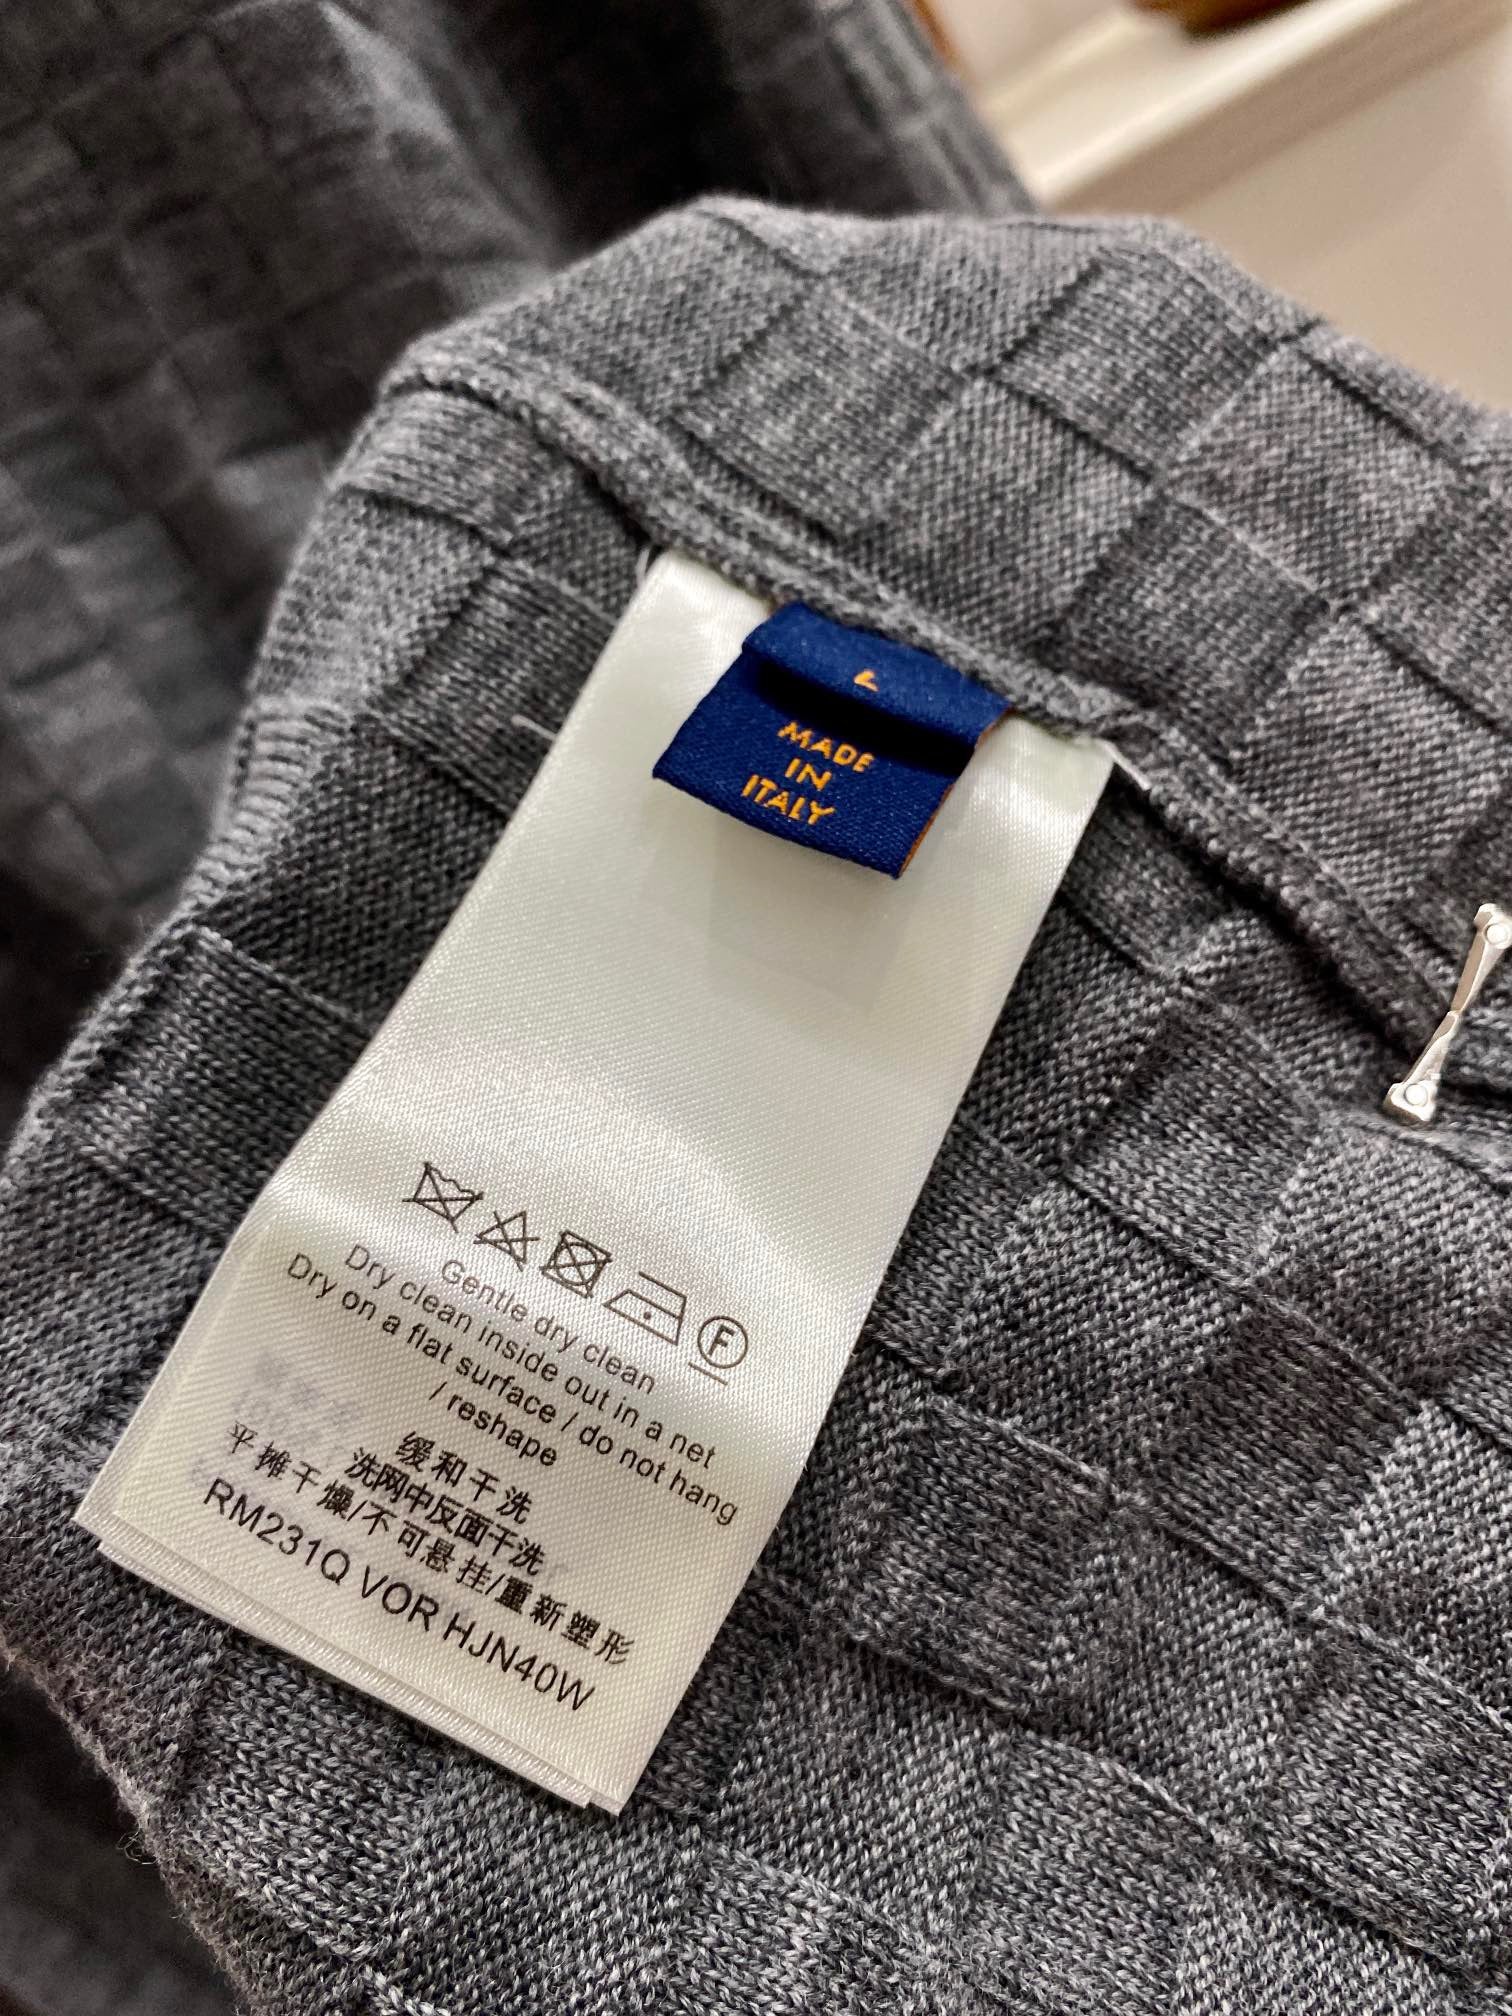 L
MADE
IN
ITALY
F
Gentle dry clean
Dry clean inside out in a net
Dry on a flat surface / do not hang
/ reshape
缓和干洗
洗网中反面干洗
平摊干燥/不可悬挂/重新塑形
RM231Q VOR HJN40W